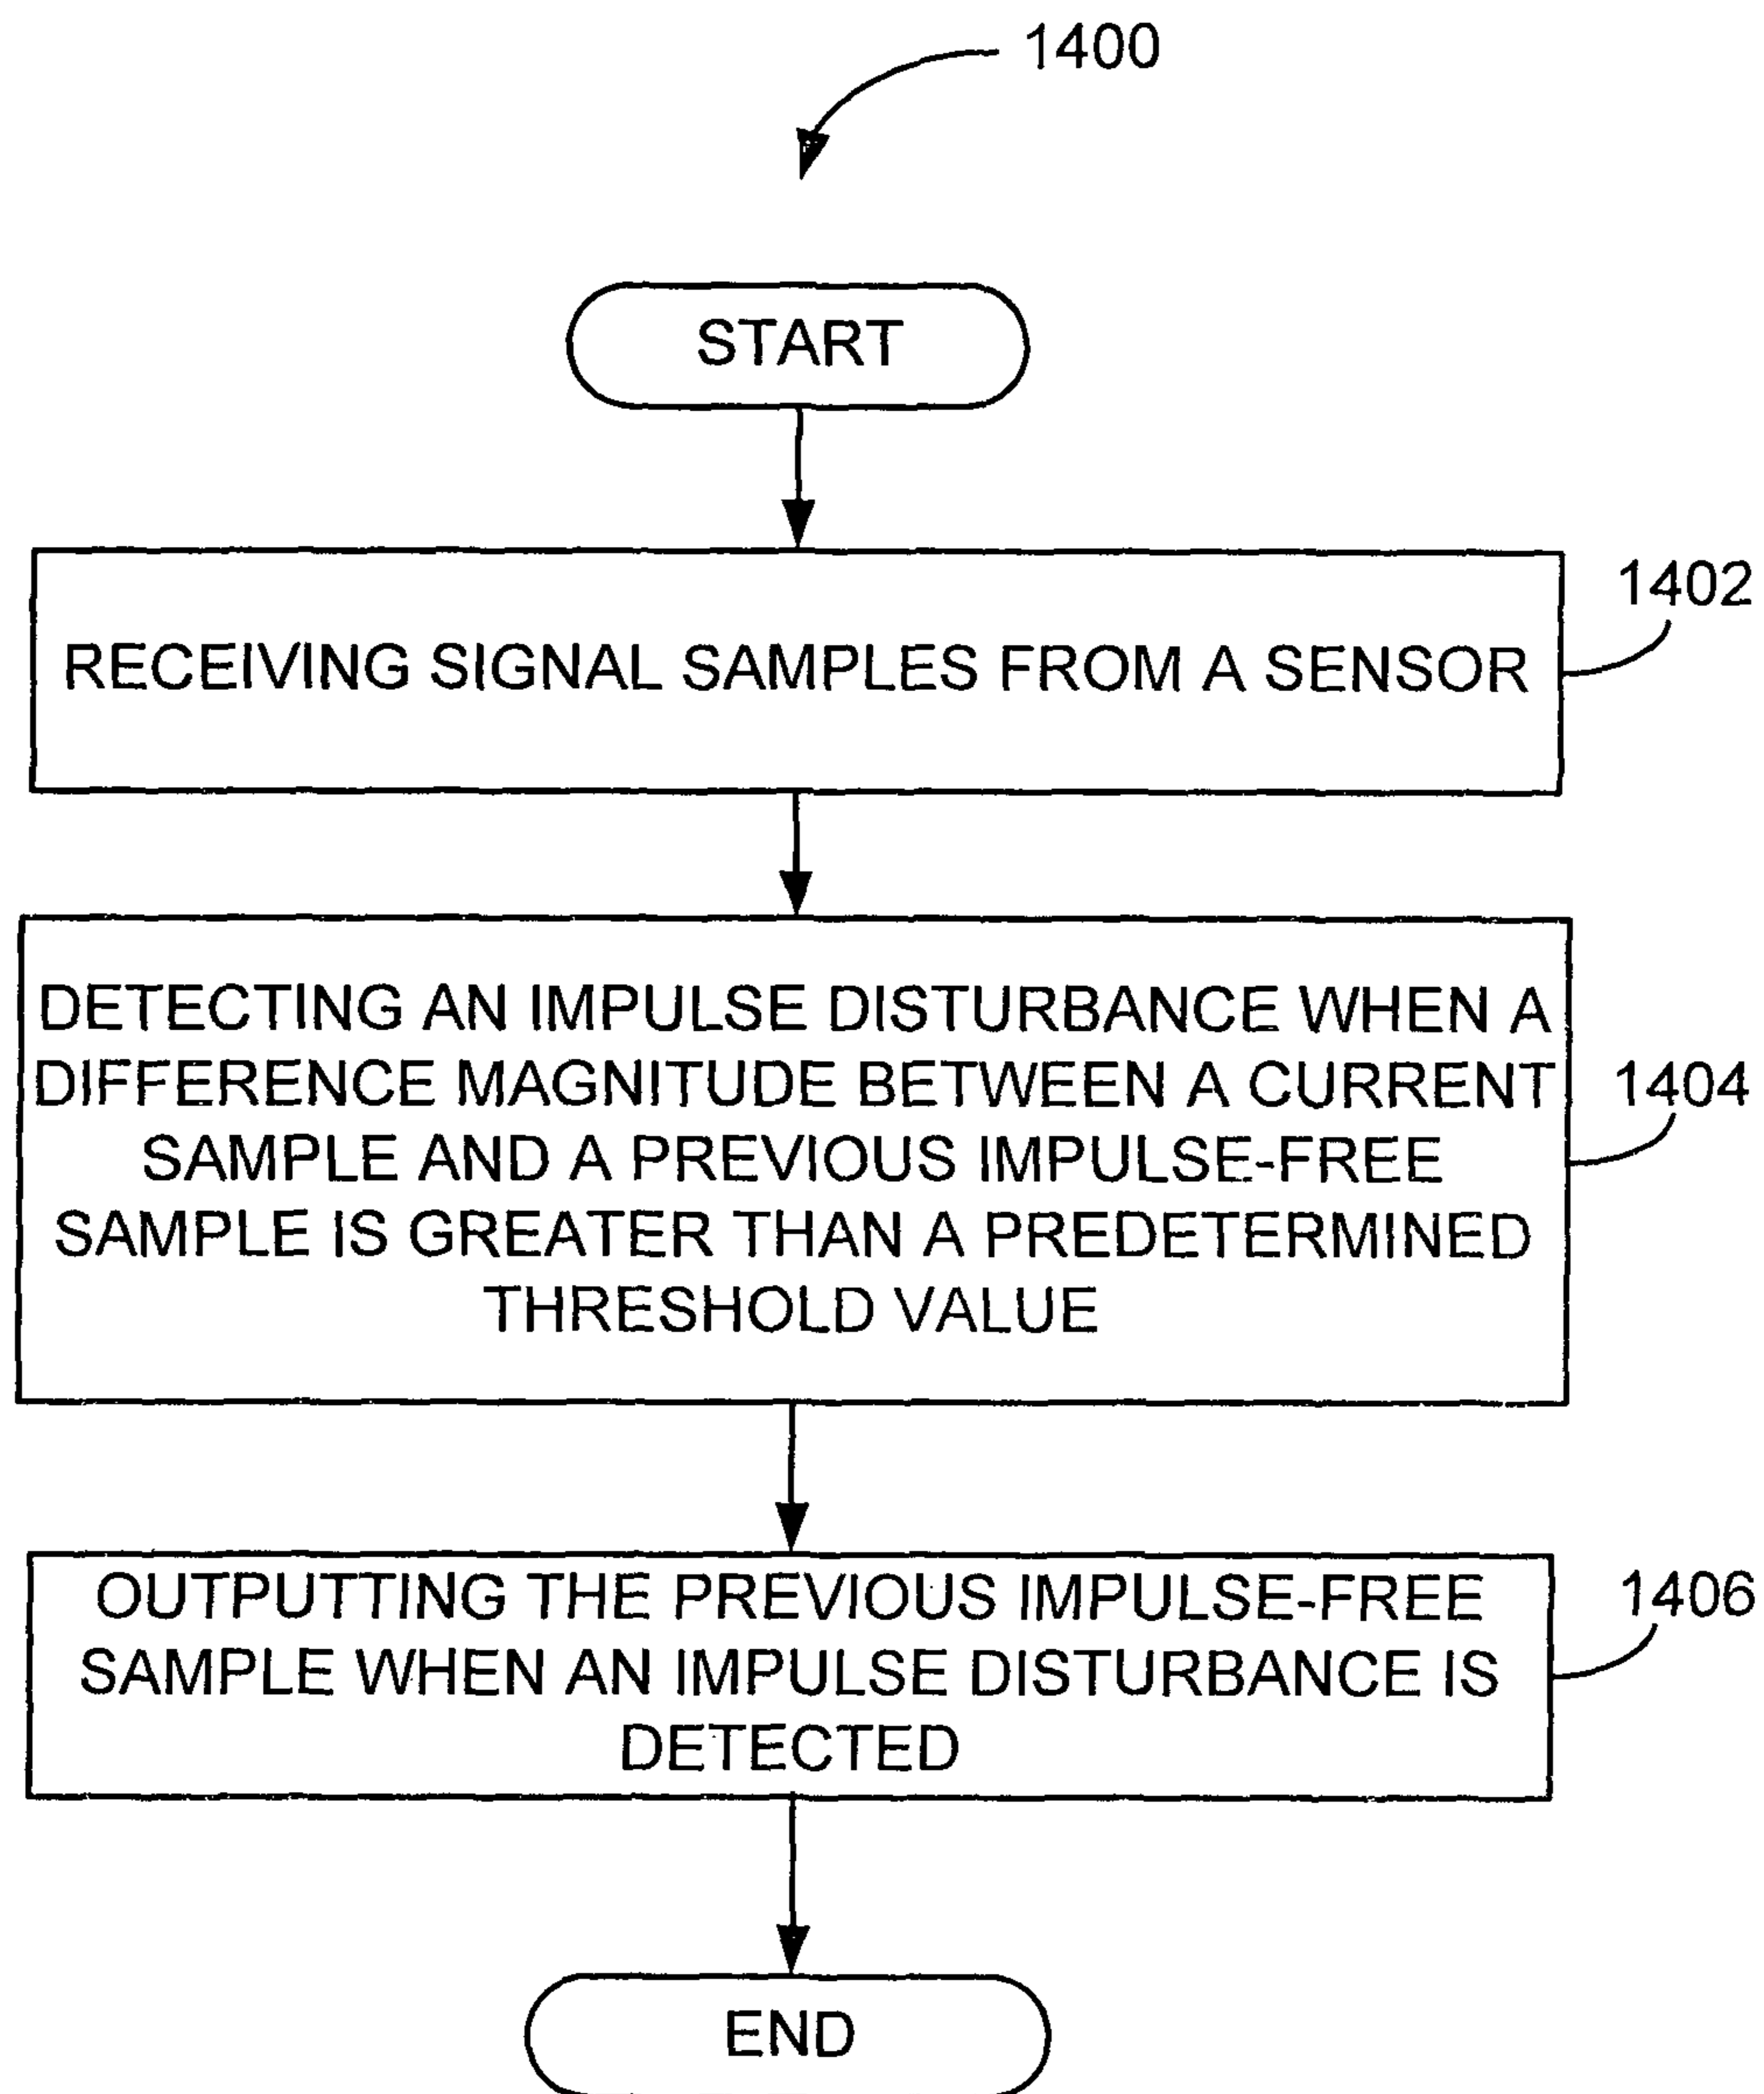 1400
START
1402
RECEIVING SIGNAL SAMPLES FROM A SENSOR
DETECTING AN IMPULSE DISTURBANCE WHEN A
DIFFERENCE MAGNITUDE BETWEEN A CURRENT
1404
SAMPLE AND A PREVIOUS IMPULSE-FREE
SAMPLE IS GREATER THAN A PREDETERMINED
THRESHOLD VALUE
OUTPUTTING THE PREVIOUS IMPULSE-FREE
1406
SAMPLE WHEN AN IMPULSE DISTURBANCE IS
DETECTED
END